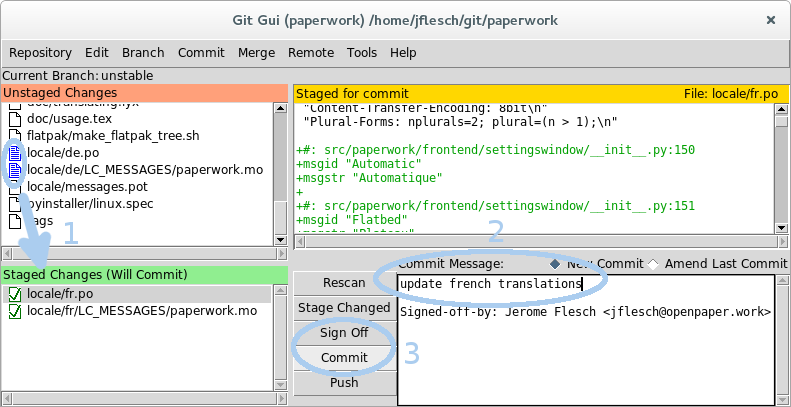 Git Gui (paperwork) /home/jflesch/git/paperwork
Repository Edit Branch Commit Merge Remote Tools Help
Current Branch: unstable
Unstaged Changes
doc/translating.lyx
doc/usage.tex
flatpak/make_flatpak_tree.sh
locale/de.po
locale/de/LC_MESSAGES/paperwork.mo
locale/messages.pot
pyinstaller/linux.spec
tags
1
Staged Changes (Will Commit)
locale/fr.po
locale/fr/LC_MESSAGES/paperwork.mo
Staged for commit File: locale/fr.po
"Content-Transfer-Encoding: 8bit\n"
"Plural-Forms: nplurals=2; plural=(n > 1);\n"
+#: src/paperwork/frontend/settingswindow/__init__.py:150
+msgid "Automatic"
+msgstr "Automatique"
+
+#: src/paperwork/frontend/settingswindow/__init__.py:151
+msgid "Flatbed"
+msgstr "Plateau"
2
Rescan
Stage Changed
Sign Off
Commit
Push
3
Commit Message: New Commit Amend Last Commit
update french translations
Signed-off-by: Jerome Flesch <jflesch@openpaper.work>